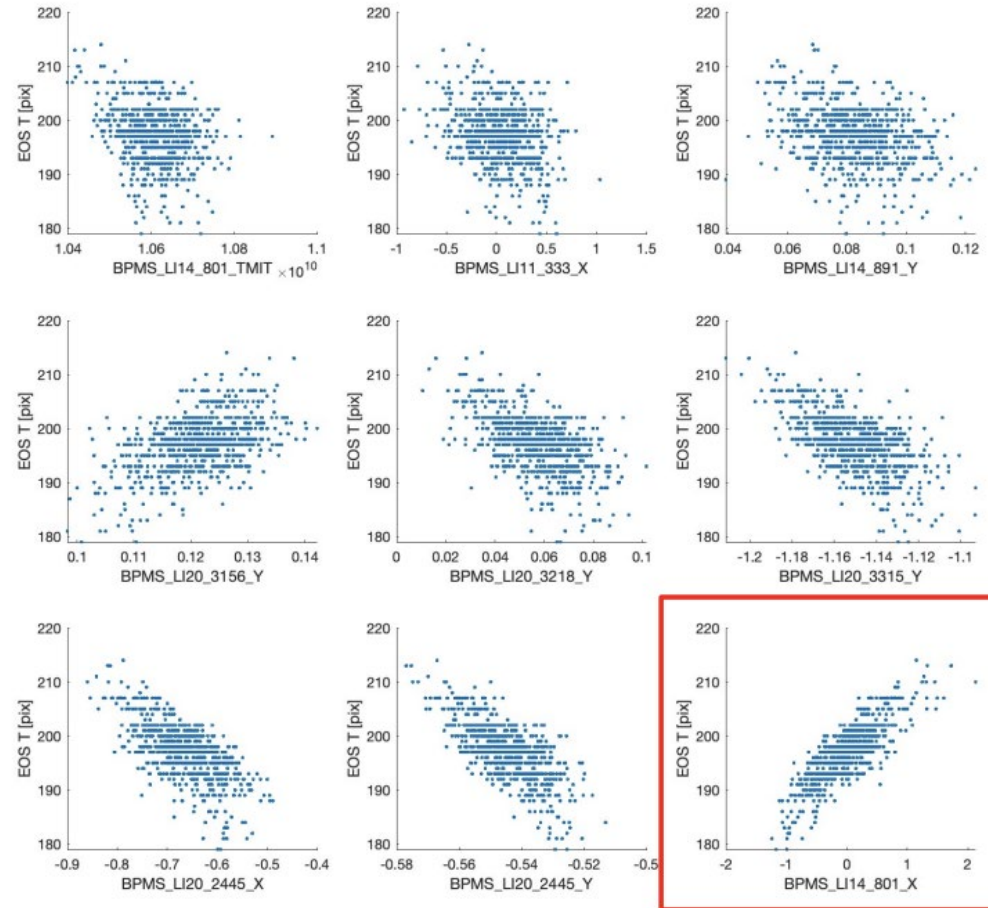 220
210
200
190
180
EOS T [pix]
1.04 1.06 1.08 1.1
BPMS_LI14_801_TMIT ×10^10
220
210
200
190
180
EOS T [pix]
-1 -0.5 0 0.5 1 1.5
BPMS_LI11_333_X
220
210
200
190
180
EOS T [pix]
0.04 0.06 0.08 0.1 0.12
BPMS_LI14_891_Y
220
210
200
190
180
EOS T [pix]
0.1 0.11 0.12 0.13 0.14
BPMS_LI20_3156_Y
220
210
200
190
180
EOS T [pix]
0 0.02 0.04 0.06 0.08 0.1
BPMS_LI20_3218_Y
220
210
200
190
180
EOS T [pix]
-1.2 -1.18 -1.16 -1.14 -1.12 -1.1
BPMS_LI20_3315_Y
220
210
200
190
180
EOS T [pix]
-0.9 -0.8 -0.7 -0.6 -0.5 -0.4
BPMS_LI20_2445_X
220
210
200
190
180
EOS T [pix]
-0.58 -0.56 -0.54 -0.52 -0.5
BPMS_LI20_2445_Y
220
210
200
190
180
EOS T [pix]
-2 -1 0 1 2
BPMS_LI14_801_X